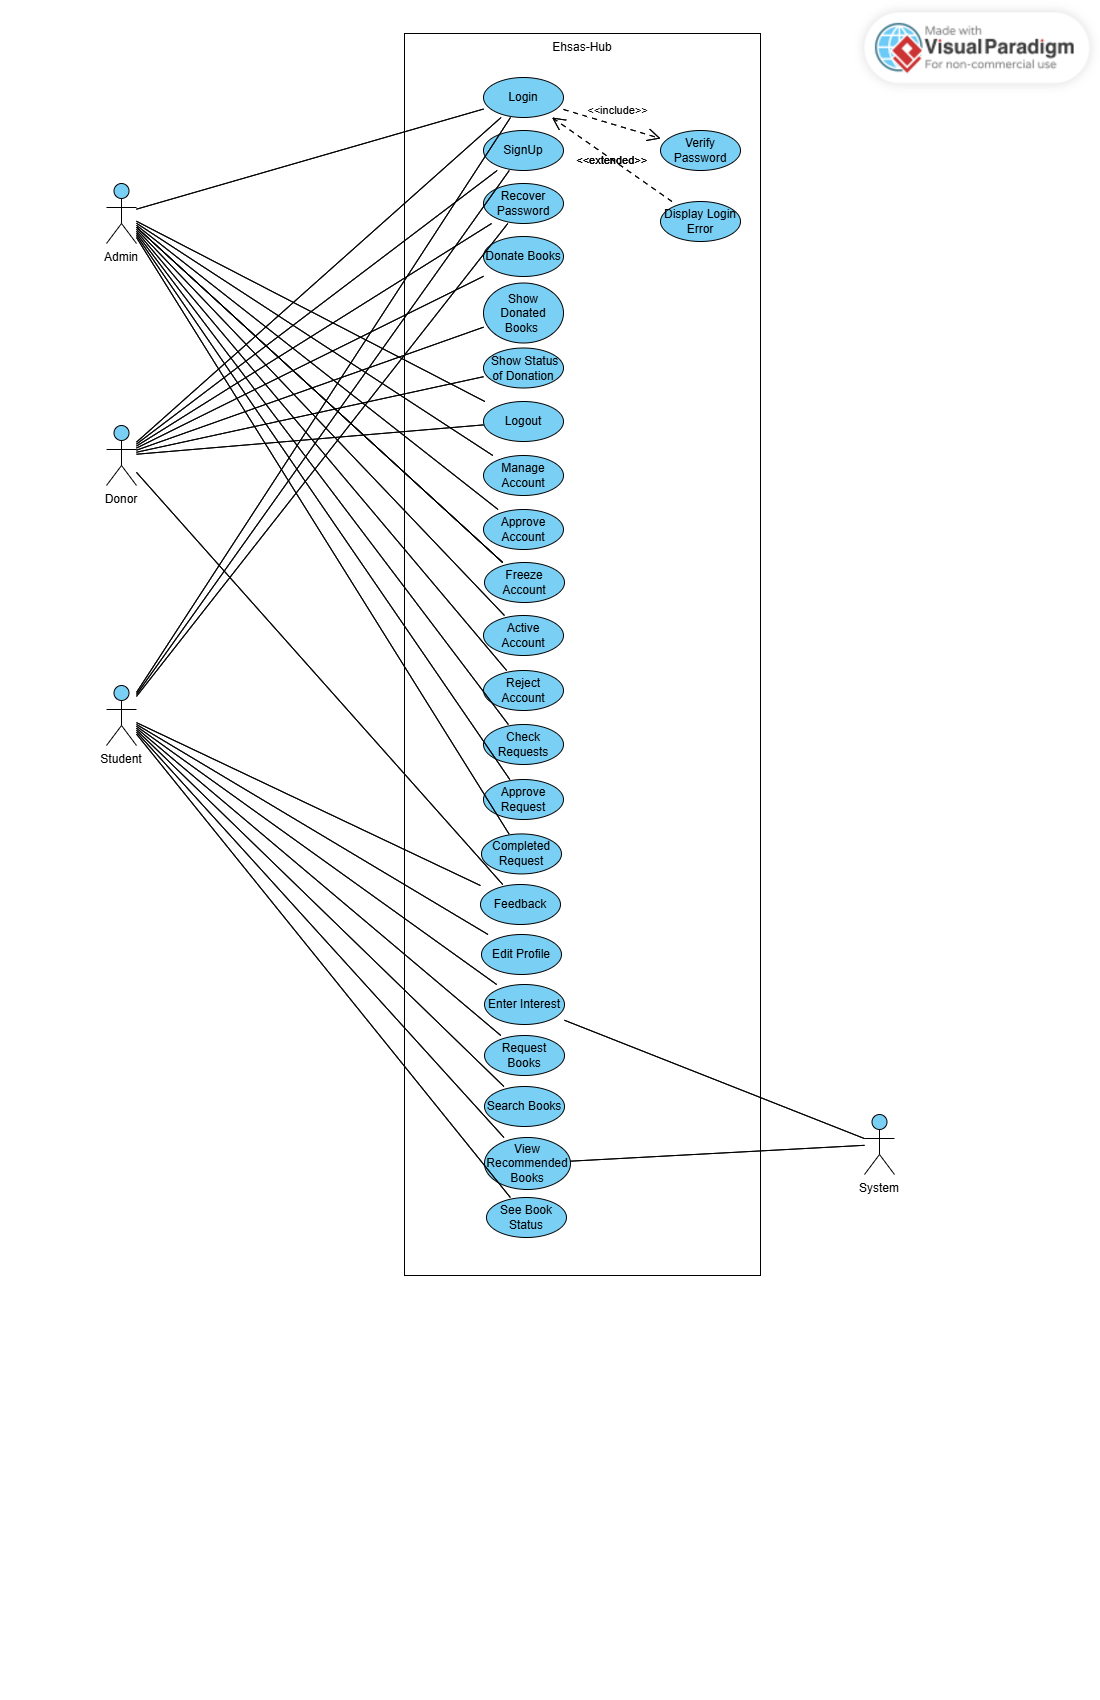 Made with
VisualParadigm
For non-commercial use
Ehsas-Hub
Login
<<include>>
SignUp
Verify
Password
<<extended>>
Recover
Password
Display Login
Error
Admin
Donate Books
Show
Donated
Books
Show Status
of Donation
Logout
Manage
Account
Donor
Approve
Account
Freeze
Account
Active
Account
Reject
Account
Check
Requests
Student
Approve
Request
Completed
Request
Feedback
Edit Profile
Enter Interest
Request
Books
Search Books
View
Recommended
Books
System
See Book
Status